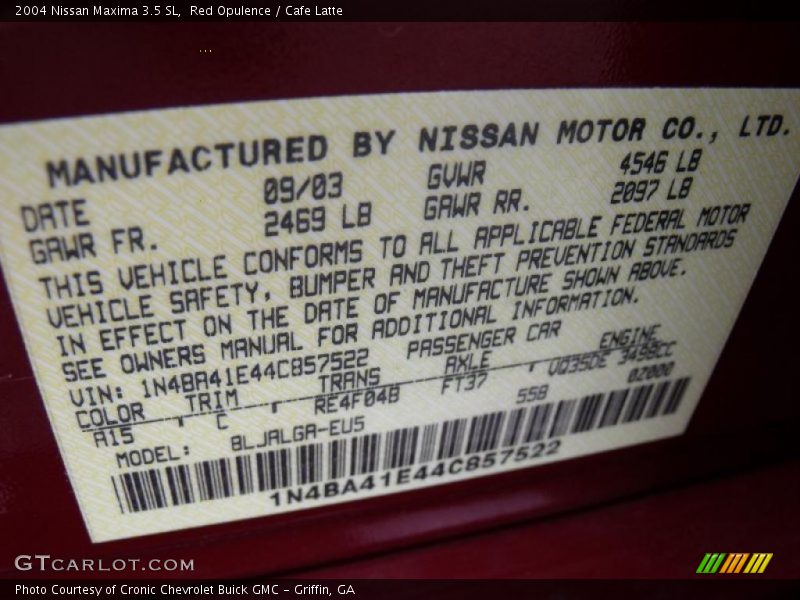 2004 Nissan Maxima 3.5 SL, Red Opulence / Cafe Latte
MANUFACTURED BY NISSAN MOTOR CO., LTD.
DATE 09/03 GVWR 4546 LB
GAWR FR. 2469 LB GAWR RR. 2097 LB
THIS VEHICLE CONFORMS TO ALL APPLICABLE FEDERAL MOTOR
VEHICLE SAFETY, BUMPER AND THEFT PREVENTION STANDARDS
IN EFFECT ON THE DATE OF MANUFACTURE SHOWN ABOVE.
SEE OWNERS MANUAL FOR ADDITIONAL INFORMATION.
VIN: 1N4BA41E44C857522 PASSENGER CAR
COLOR TRIM TRANS AXLE ENGINE
A15 C RE4F04B FT37 VQ35DE 3498CC
MODEL: BLJALGA-EU5 558 0Z000
1N4BA41E44C857522
GTCARLOT.COM
Photo Courtesy of Cronic Chevrolet Buick GMC - Griffin, GA